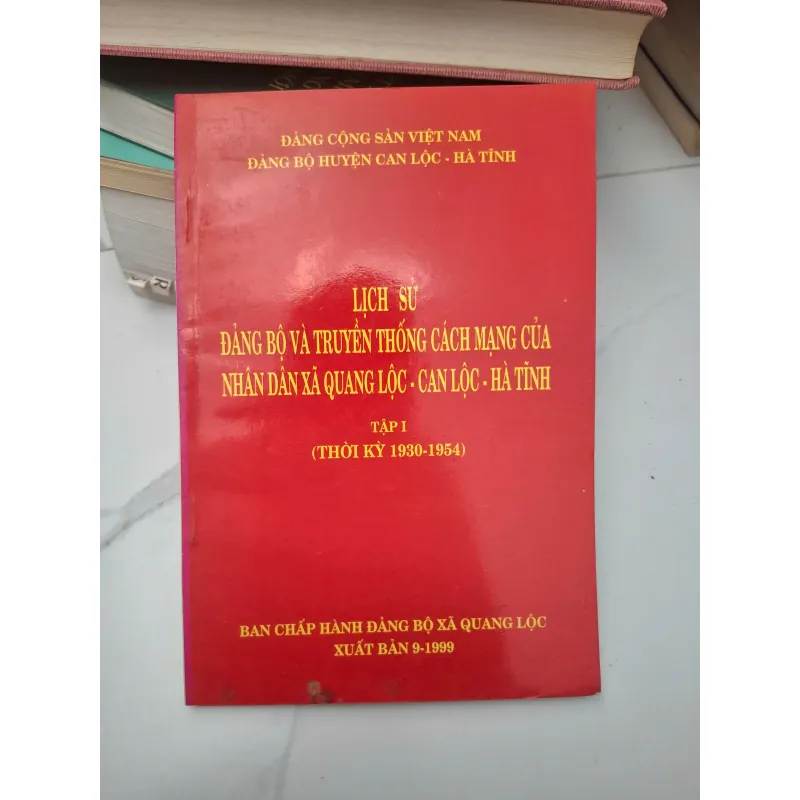 ĐẢNG CỘNG SẢN VIỆT NAM
ĐẢNG BỘ HUYỆN CAN LỘC - HÀ TĨNH
LỊCH SỬ
ĐẢNG BỘ VÀ TRUYỀN THỐNG CÁCH MẠNG CỦA
NHÂN DÂN XÃ QUANG LỘC - CAN LỘC - HÀ TĨNH
TẬP I
(THỜI KỲ 1930-1954)
BAN CHẤP HÀNH ĐẢNG BỘ XÃ QUANG LỘC
XUẤT BẢN 9-1999